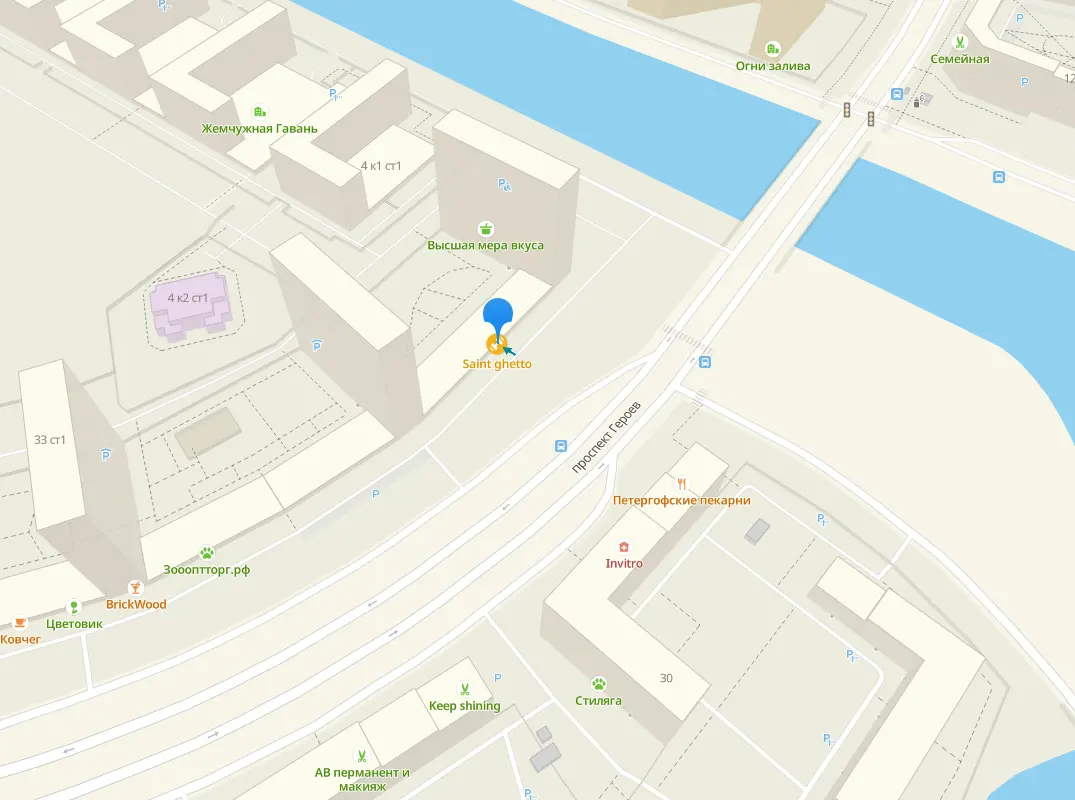 P
Огни залива
Семейная
P
P
12
P
Жемчужная Гавань
4 к1 ст1
P
Высшая мера вкуса
4 к2 ст1
P
Saint ghetto
33 ст1
P
P
проспект Героев
Петергофские пекарни
P
Invitro
Зооопtторг.рф
BrickWood
Цветовик
Ковчег
P
30
P
Стиляга
Keep shining
P
АВ перманент и
макияж
P